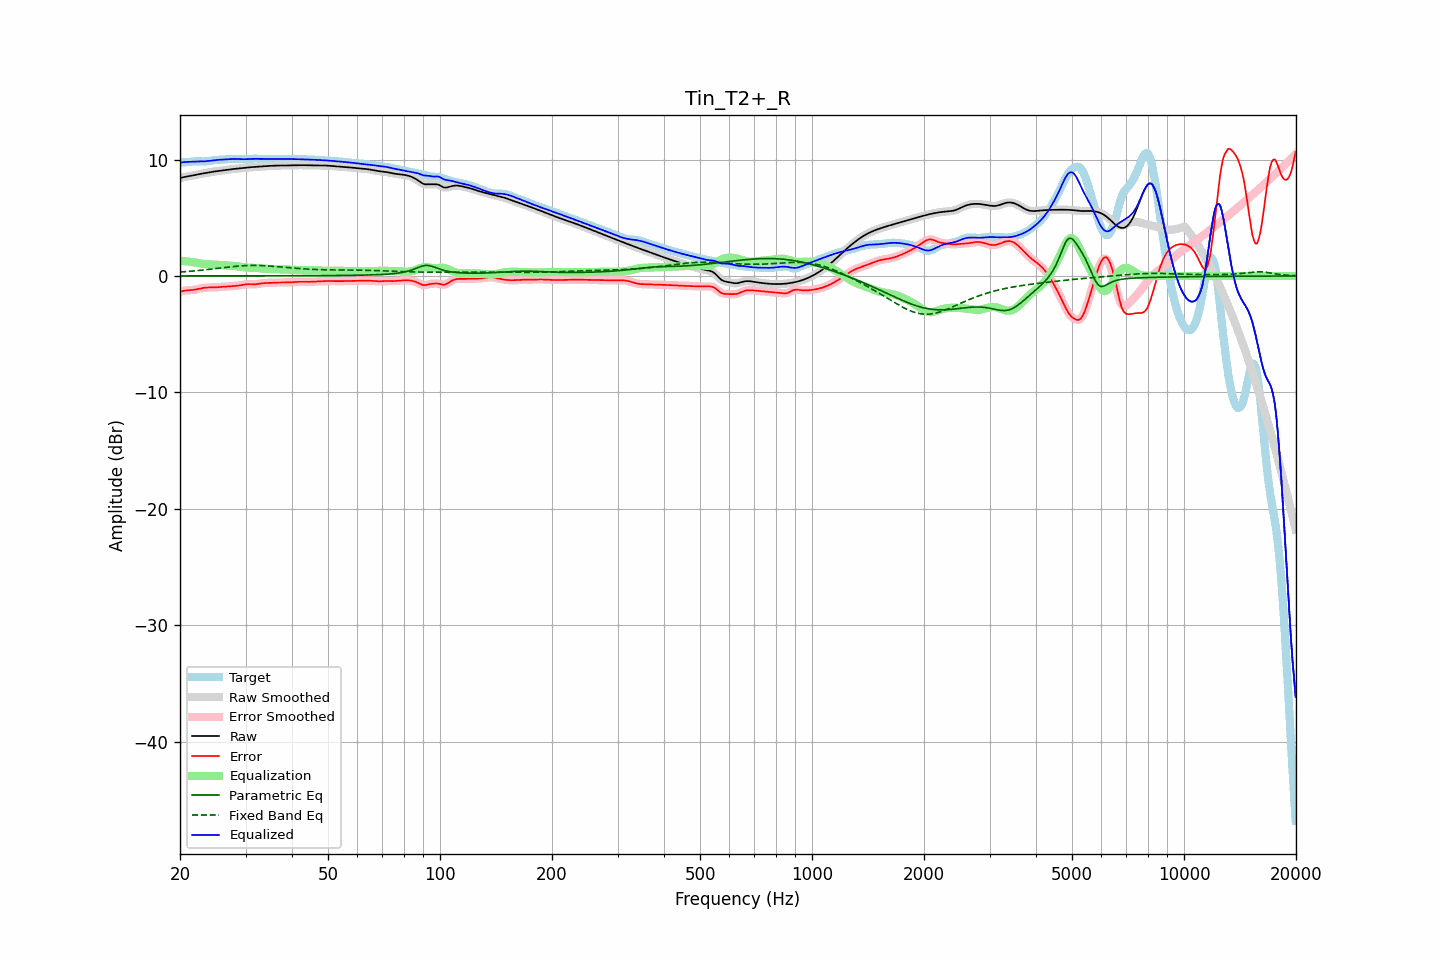 Tin_T2+_R
Amplitude (dBr)
10
0
−10
−20
−30
−40
Target
Raw Smoothed
Error Smoothed
Raw
Error
Equalization
Parametric Eq
Fixed Band Eq
Equalized
20 50 100 200 500 1000 2000 5000 10000 20000
Frequency (Hz)